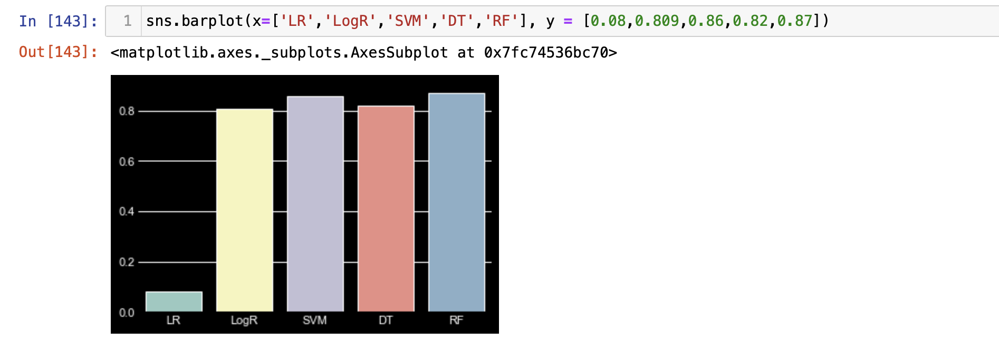 In [143]: 1 sns.barplot(x=['LR','LogR','SVM','DT','RF'], y = [0.08,0.809,0.86,0.82,0.87])
Out[143]: <matplotlib.axes._subplots.AxesSubplot at 0x7fc74536bc70>
0.8
0.6
0.4
0.2
0.0
LR LogR SVM DT RF